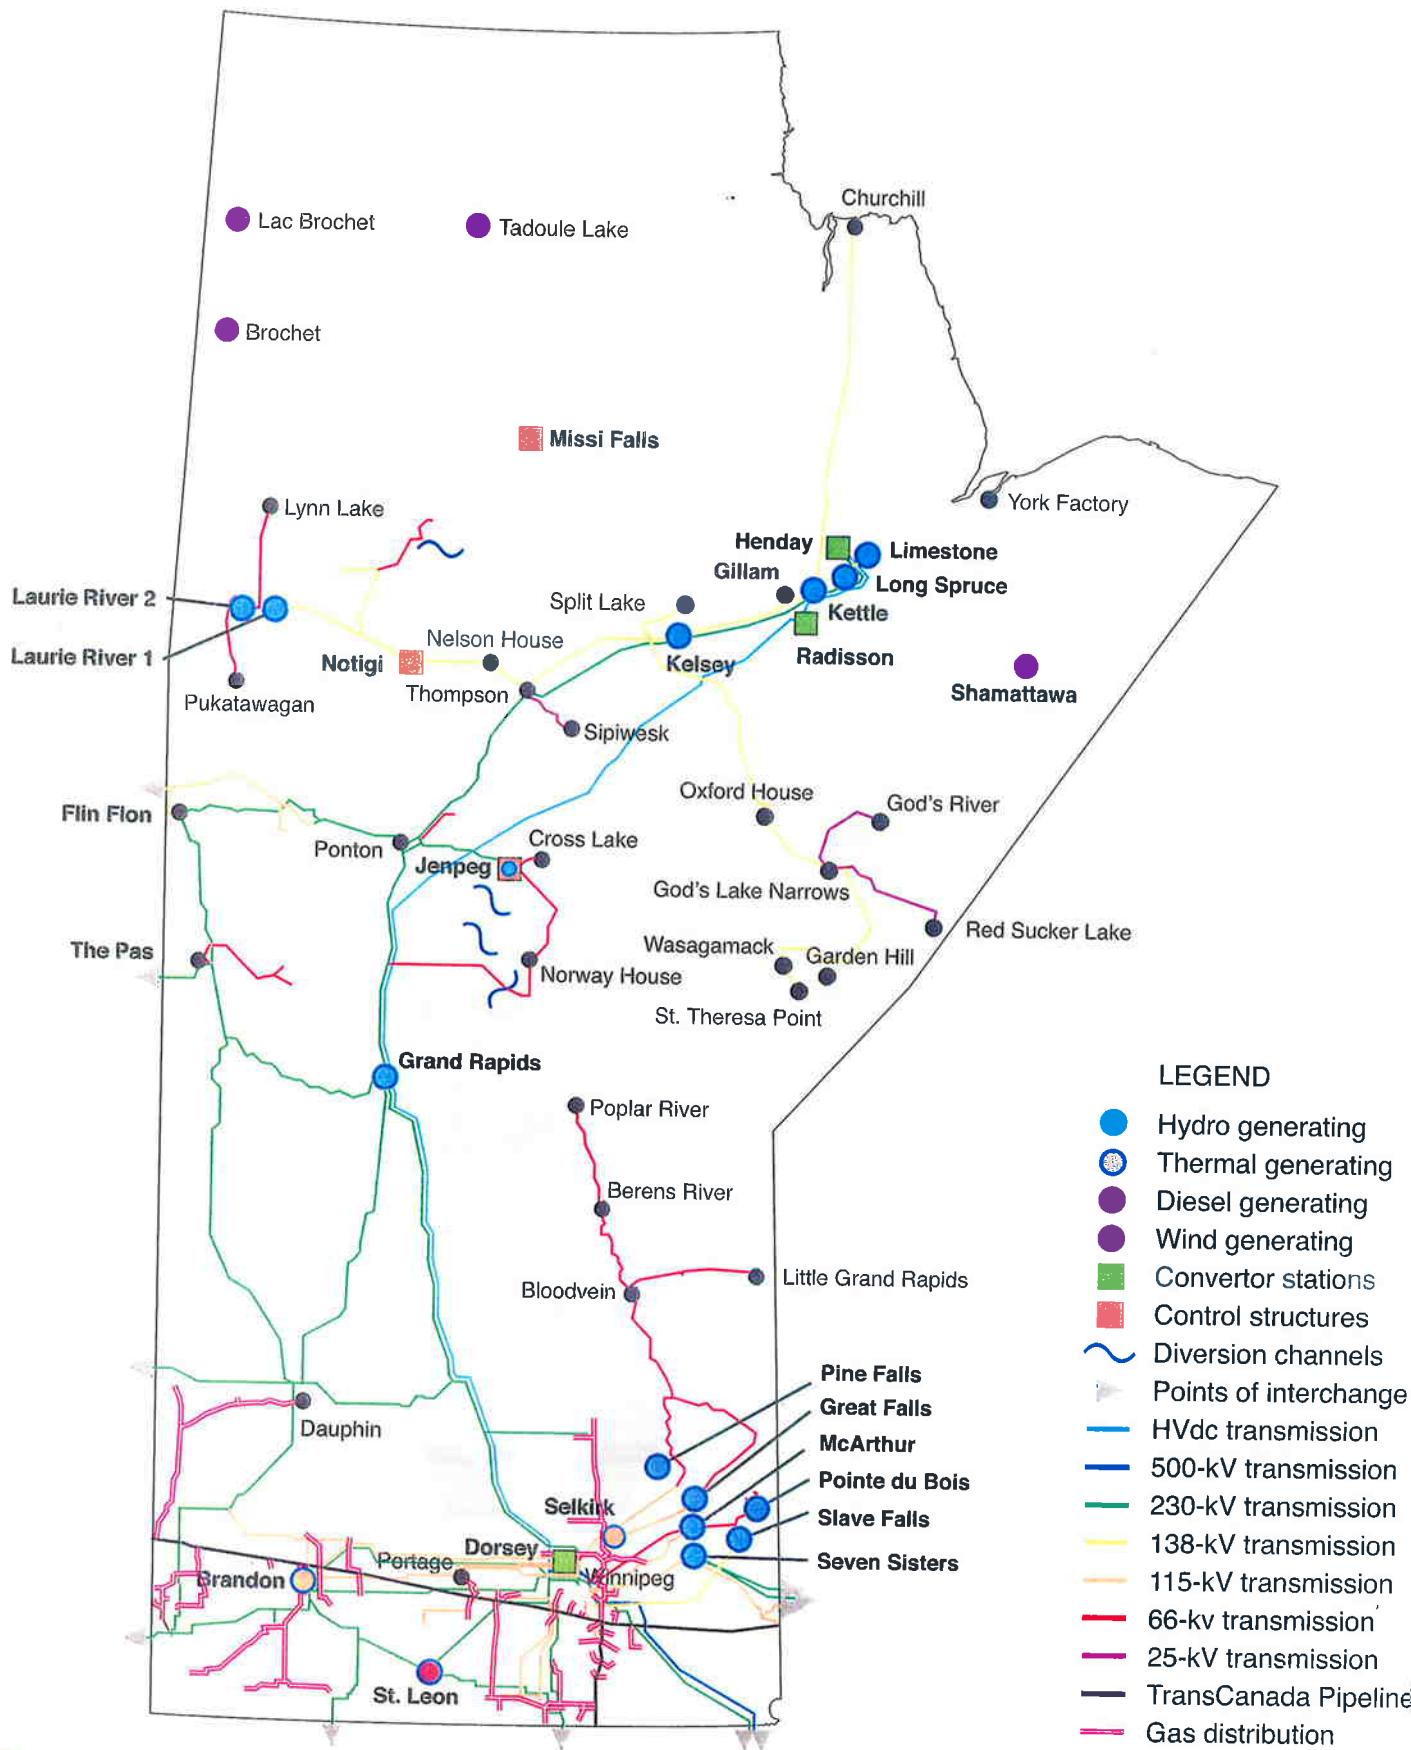 Churchill
Lac Brochet
Tadoule Lake
Brochet
Missi Falls
Lynn Lake
York Factory
Henday
Limestone
Gillam
Long Spruce
Laurie River 2
Split Lake
Kettle
Nelson House
Laurie River 1
Notigi
Kelsey
Radisson
Thompson
Shamattawa
Pukatawagan
Sipiwesk
Oxford House
God's River
Flin Flon
Ponton
Cross Lake
Jenpeg
God's Lake Narrows
Red Sucker Lake
The Pas
Wasagamack
Garden Hill
Norway House
St. Theresa Point
Grand Rapids
Poplar River
Berens River
Little Grand Rapids
Bloodvein
Pine Falls
Great Falls
Dauphin
McArthur
Pointe du Bois
Selkirk
Slave Falls
Dorsey
Portage
Seven Sisters
Brandon
Winnipeg
St. Leon
LEGEND
Hydro generating
Thermal generating
Diesel generating
Wind generating
Convertor stations
Control structures
Diversion channels
Points of interchange
HVdc transmission
500-kV transmission
230-kV transmission
138-kV transmission
115-kV transmission
66-kv transmission
25-kV transmission
TransCanada Pipeline
Gas distribution